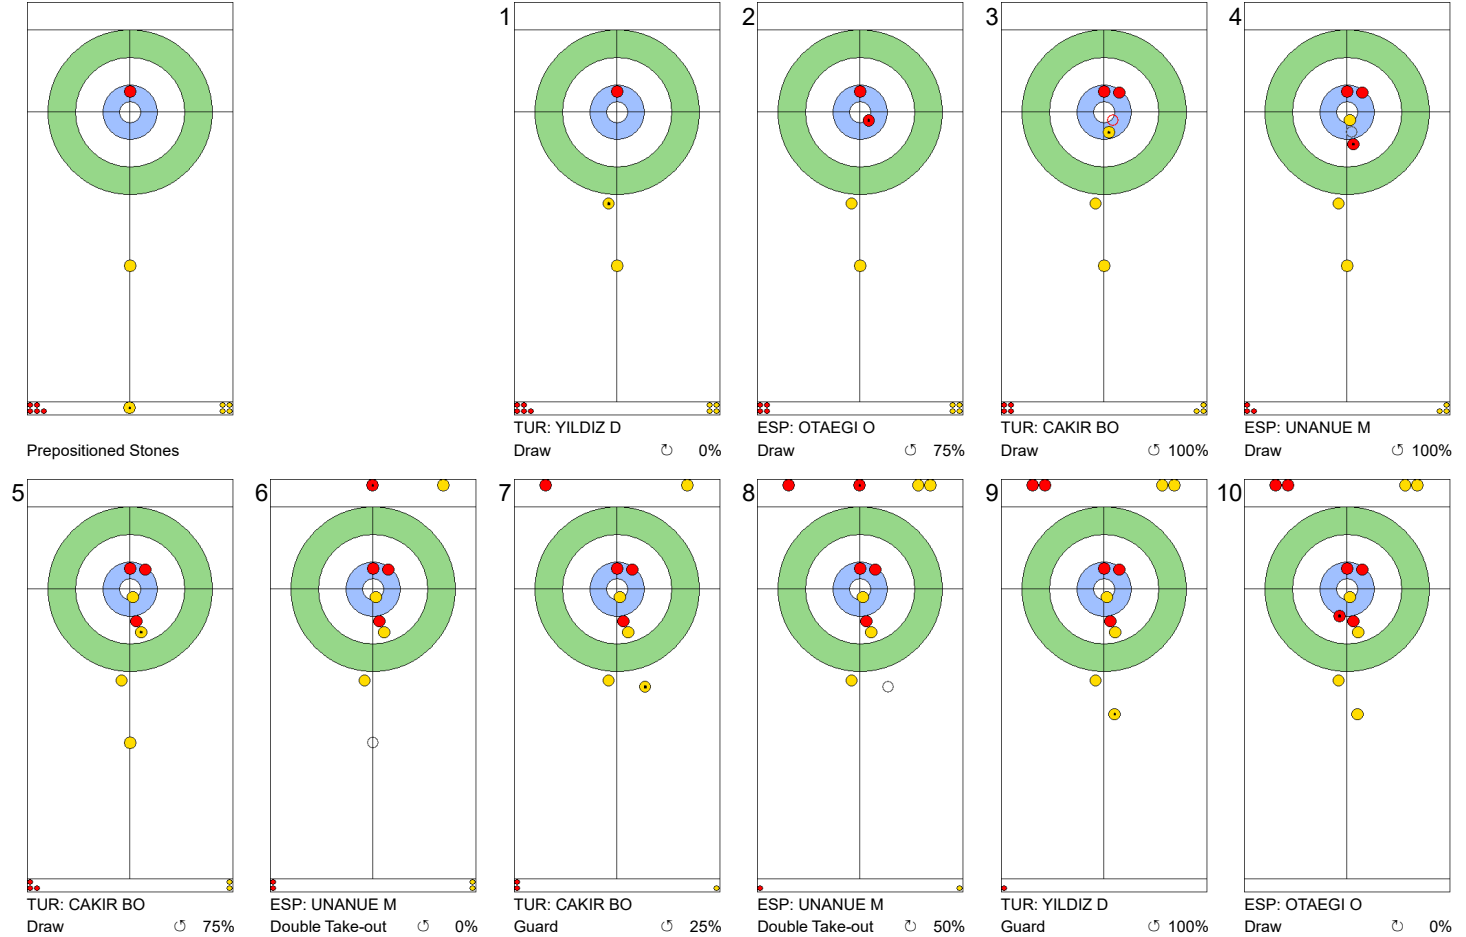 1
2
3
4
Prepositioned Stones
TUR: YILDIZ D
Draw 0%
ESP: OTAEGI O
Draw 75%
TUR: CAKIR BO
Draw 100%
ESP: UNANUE M
Draw 100%
5
6
7
8
9
10
TUR: CAKIR BO
Draw 75%
ESP: UNANUE M
Double Take-out 0%
TUR: CAKIR BO
Guard 25%
ESP: UNANUE M
Double Take-out 50%
TUR: YILDIZ D
Guard 100%
ESP: OTAEGI O
Draw 0%